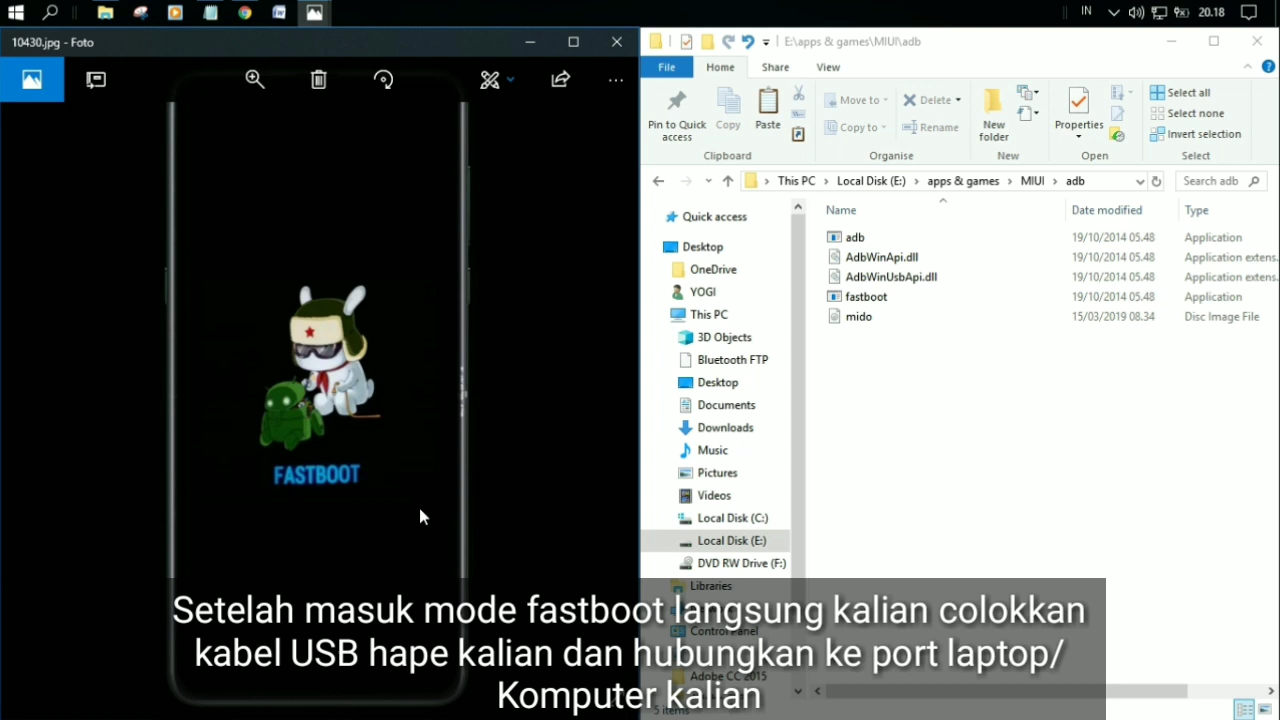 IN
20.18
10430.jpg - Foto
E:\apps & games\MIUI\adb
File
Home
Share
View
Pin to Quick access
Copy
Paste
Move to
Copy to
Delete
Rename
New folder
Properties
Select all
Select none
Invert selection
Clipboard
Organise
New
Open
Select
This PC
Local Disk (E:)
apps & games
MIUI
adb
Search adb
Name
Date modified
Type
Quick access
Desktop
OneDrive
YOGI
This PC
3D Objects
Bluetooth FTP
Desktop
Documents
Downloads
Music
Pictures
Videos
Local Disk (C:)
Local Disk (E:)
DVD RW Drive (F:)
Libraries
Control Panel
Adobe CC 2015
adb 19/10/2014 05.48 Application
AdbWinApi.dll 19/10/2014 05.48 Application extens
AdbWinUsbApi.dll 19/10/2014 05.48 Application extens
fastboot 19/10/2014 05.48 Application
mido 15/03/2019 08.34 Disc Image File
5 items
FASTBOOT
Setelah masuk mode fastboot langsung kalian colokkan
kabel USB hape kalian dan hubungkan ke port laptop/
Komputer kalian